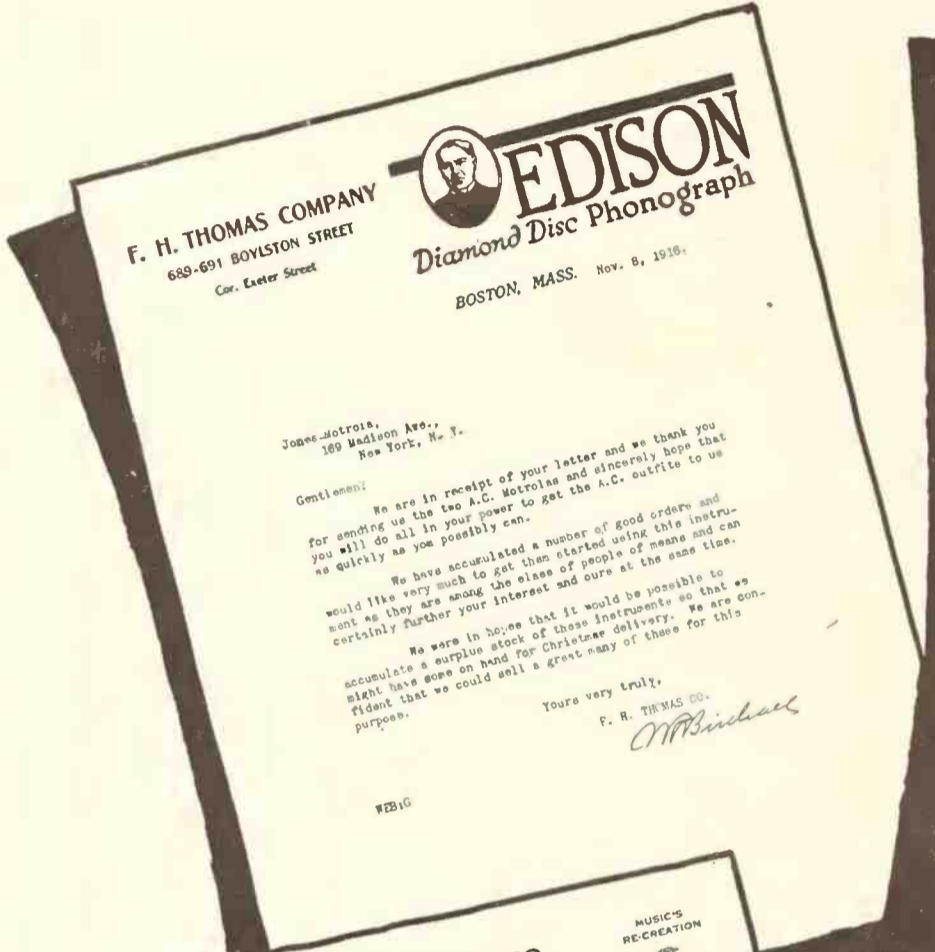 F. H. THOMAS COMPANY
689-691 BOYLSTON STREET
Cor. Exeter Street
EDISON
Diamond Disc Phonograph
BOSTON, MASS. Nov. 8, 1916.
Jones-Motrola,
169 Madison Ave.,
New York, N. Y.
Gentlemen:
We are in receipt of your letter and we thank you
for sending us the two A.C. Motrolas and sincerely hope that
you will do all in your power to get the A.C. outfits to us
as quickly as you possibly can.
We have accumulated a number of good orders and
would like very much to get them started using this instru-
ment as they are among the class of people of means and can
certainly further your interest and ours at the same time.
We were in hopes that it would be possible to
accumulate a surplus stock of these instruments so that we
might have some on hand for Christmas delivery. We are con-
fident that we could sell a great many of these for this
purpose.
Yours very truly,
F. H. THOMAS CO.
WEB:G
MUSIC'S
RE-CREATION